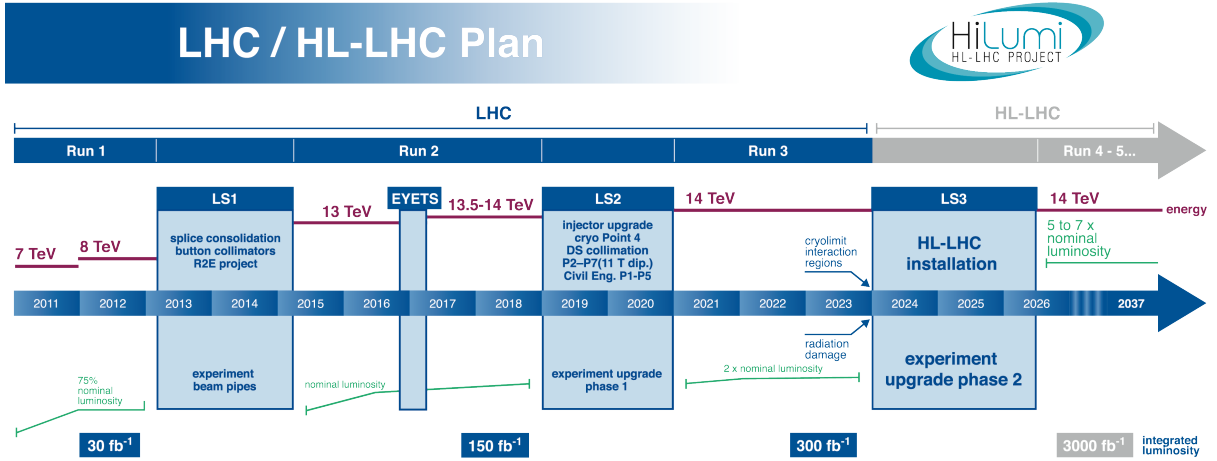 LHC / HL-LHC Plan
HiLumi
HL-LHC PROJECT
LHC
HL-LHC
Run 1
Run 2
Run 3
Run 4 - 5...
LS1
EYETS
LS2
LS3
7 TeV
8 TeV
13 TeV
13.5-14 TeV
14 TeV
14 TeV
energy
splice consolidation
button collimators
R2E project
injector upgrade
cryo Point 4
DS collimation
P2–P7(11 T dip.)
Civil Eng. P1-P5
cryolimit
interaction
regions
HL-LHC
installation
5 to 7 x
nominal
luminosity
2011
2012
2013
2014
2015
2016
2017
2018
2019
2020
2021
2022
2023
2024
2025
2026
2037
75%
nominal
luminosity
experiment
beam pipes
nominal luminosity
experiment upgrade
phase 1
2 x nominal luminosity
radiation
damage
experiment
upgrade phase 2
30 fb⁻¹
150 fb⁻¹
300 fb⁻¹
3000 fb⁻¹
integrated
luminosity